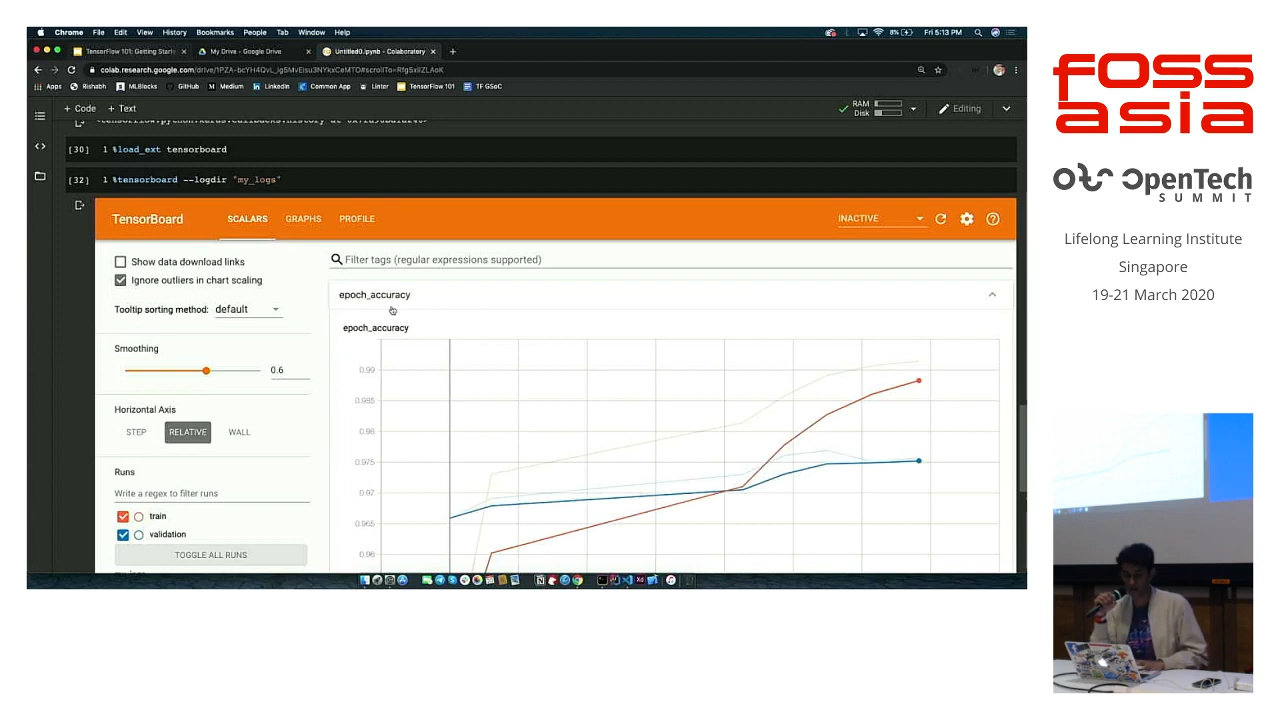 Chrome File Edit View History Bookmarks People Tab Window Help
8% Fri 5:13 PM
TensorFlow 101: Getting Starte
My Drive - Google Drive
Untitled0.ipynb - Colaboratory
Apps Rishabh MLBlocks GitHub Medium LinkedIn Common App Linter TensorFlow 101 TF GSoC
+ Code + Text
RAM
Disk
Editing
[30] 1 %load_ext tensorboard
[32] 1 %tensorboard --logdir "my_logs"
TensorBoard SCALARS GRAPHS PROFILE INACTIVE
Show data download links
Ignore outliers in chart scaling
Tooltip sorting method: default
Smoothing
0.6
Horizontal Axis
STEP RELATIVE WALL
Runs
Write a regex to filter runs
train
validation
TOGGLE ALL RUNS
Filter tags (regular expressions supported)
epoch_accuracy
epoch_accuracy
0.99
0.985
0.98
0.975
0.97
0.965
0.96
FOSS
asia
OpenTech
SUMMIT
Lifelong Learning Institute
Singapore
19-21 March 2020